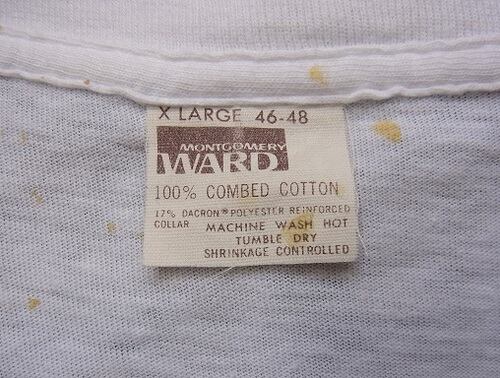 X LARGE 46-48
MONTGOMERY
WARD
100% COMBED COTTON
17% DACRON® POLYESTER REINFORCED
COLLAR MACHINE WASH HOT
TUMBLE DRY
SHRINKAGE CONTROLLED